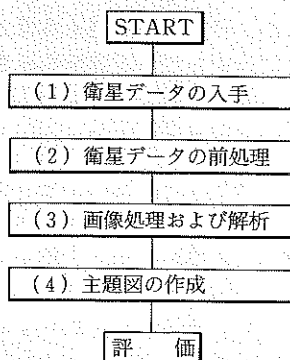 START
(1) 衛星データの入手
(2) 衛星データの前処理
(3) 画像処理および解析
(4) 主題図の作成
評 価